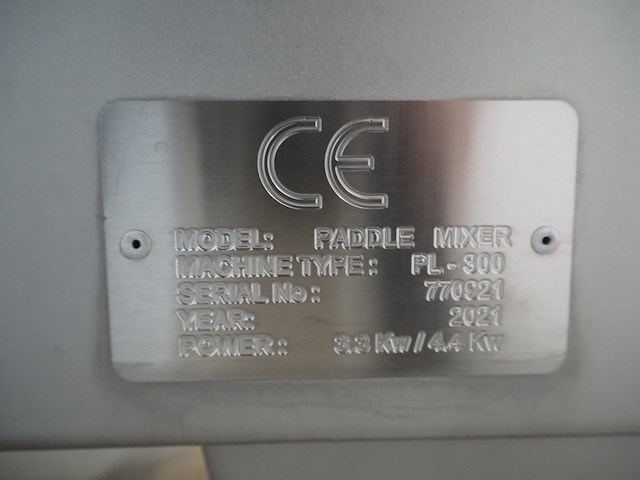 CE
MODEL: PADDLE MIXER
MACHINE TYPE: PL - 300
SERIAL No: 770921
YEAR: 2021
POWER: 3.3 Kw / 4.4 Kw